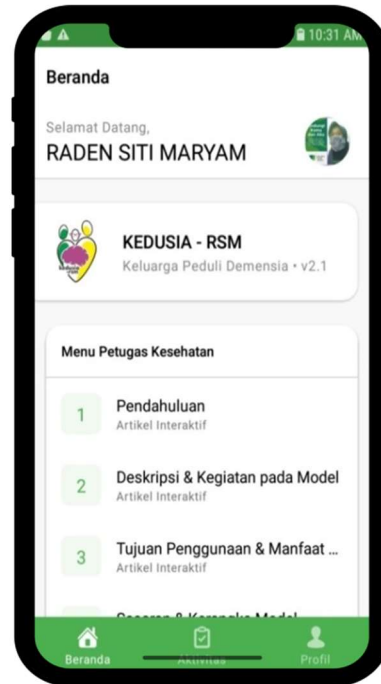 10:31 AM
Beranda
Selamat Datang,
RADEN SITI MARYAM
KEDUSIA - RSM
Keluarga Peduli Demensia • v2.1
kedusia
rsm
Menu Petugas Kesehatan
1
Pendahuluan
Artikel Interaktif
2
Deskripsi & Kegiatan pada Model
Artikel Interaktif
3
Tujuan Penggunaan & Manfaat ...
Artikel Interaktif
Beranda
Aktivitas
Profil